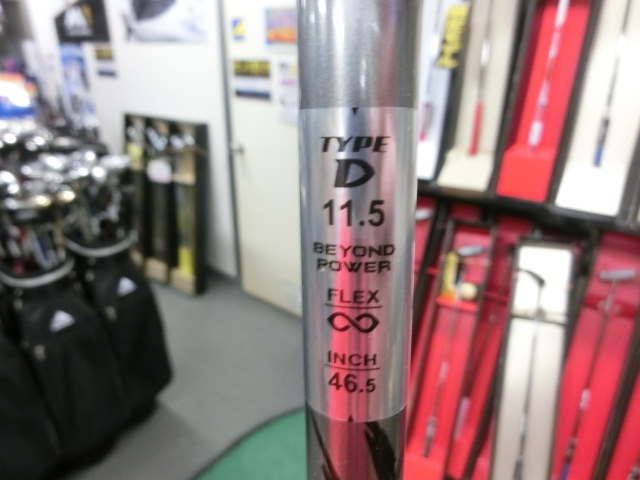 TYPE
D
11.5
BEYOND
POWER
FLEX
∞
INCH
46.5